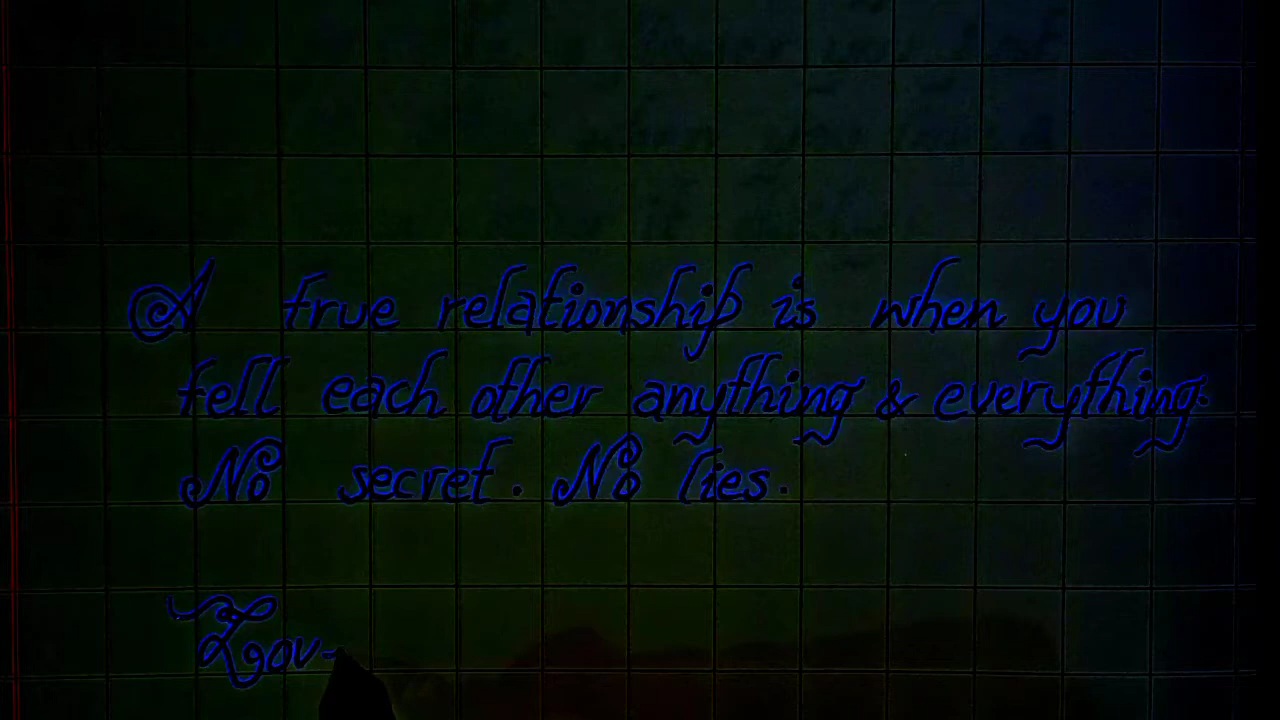 A true relationship is when you
tell each other anything & everything.
No secret. No lies.